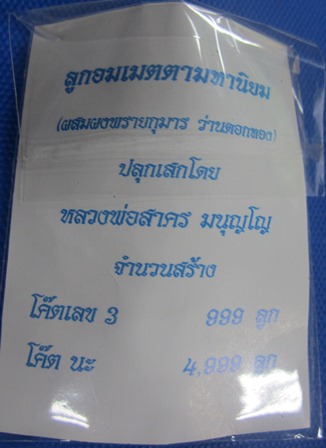 ลูกอมเมตตามหานิยม
(ผสมผงพรายกุมาร ว่านดอกทอง)
ปลุกเสกโดย
หลวงพ่อสาคร มนุญโญ
จำนวนสร้าง
โค๊ตเลข 3 999 ลูก
โค๊ต นะ 4,999 ลูก